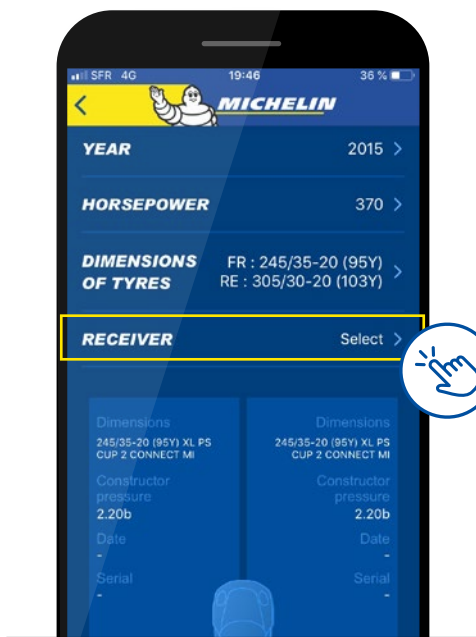 SFR 4G 19:46 36 %
MICHELIN
YEAR 2015 >
HORSEPOWER 370 >
DIMENSIONS FR : 245/35-20 (95Y)
OF TYRES RE : 305/30-20 (103Y) >
RECEIVER Select >
Dimensions Dimensions
245/35-20 (95Y) XL PS 245/35-20 (95Y) XL PS
CUP 2 CONNECT MI CUP 2 CONNECT MI
Constructor Constructor
pressure pressure
2.20b 2.20b
Date Date
- -
Serial Serial
- -